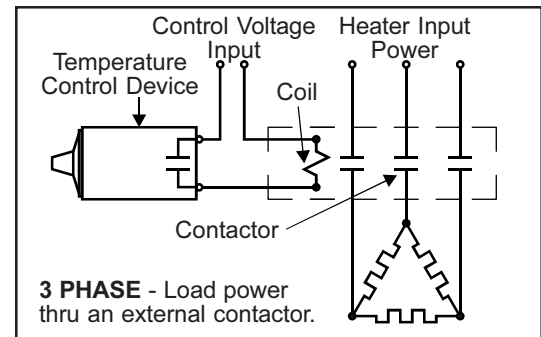 Control Voltage
Input
Heater Input
Power
Temperature
Control Device
Coil
Contactor
3 PHASE - Load power
thru an external contactor.